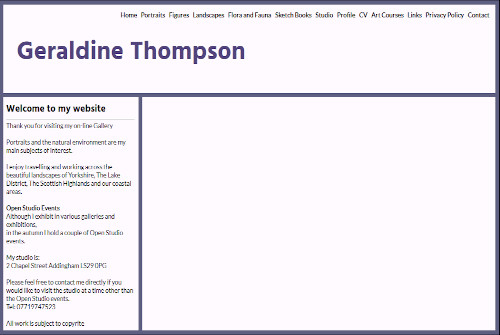 Home Portraits Figures Landscapes Flora and Fauna Sketch Books Studio Profile CV Art Courses Links Privacy Policy Contact
Geraldine Thompson
Welcome to my website
Thank you for visiting my on-line Gallery
Portraits and the natural environment are my
main subjects of interest.
I enjoy travelling and working across the
beautiful landscapes of Yorkshire, The Lake
District, The Scottish Highlands and our coastal
areas.
Open Studio Events
Although I exhibit in various galleries and
exhibitions,
in the autumn I hold a couple of Open Studio
events.
My studio is:
2 Chapel Street Addingham LS29 0PG
Please feel free to contact me directly if you
would like to visit the studio at a time other than
the Open Studio events.
Tel: 07719747523
All work is subject to copyrite